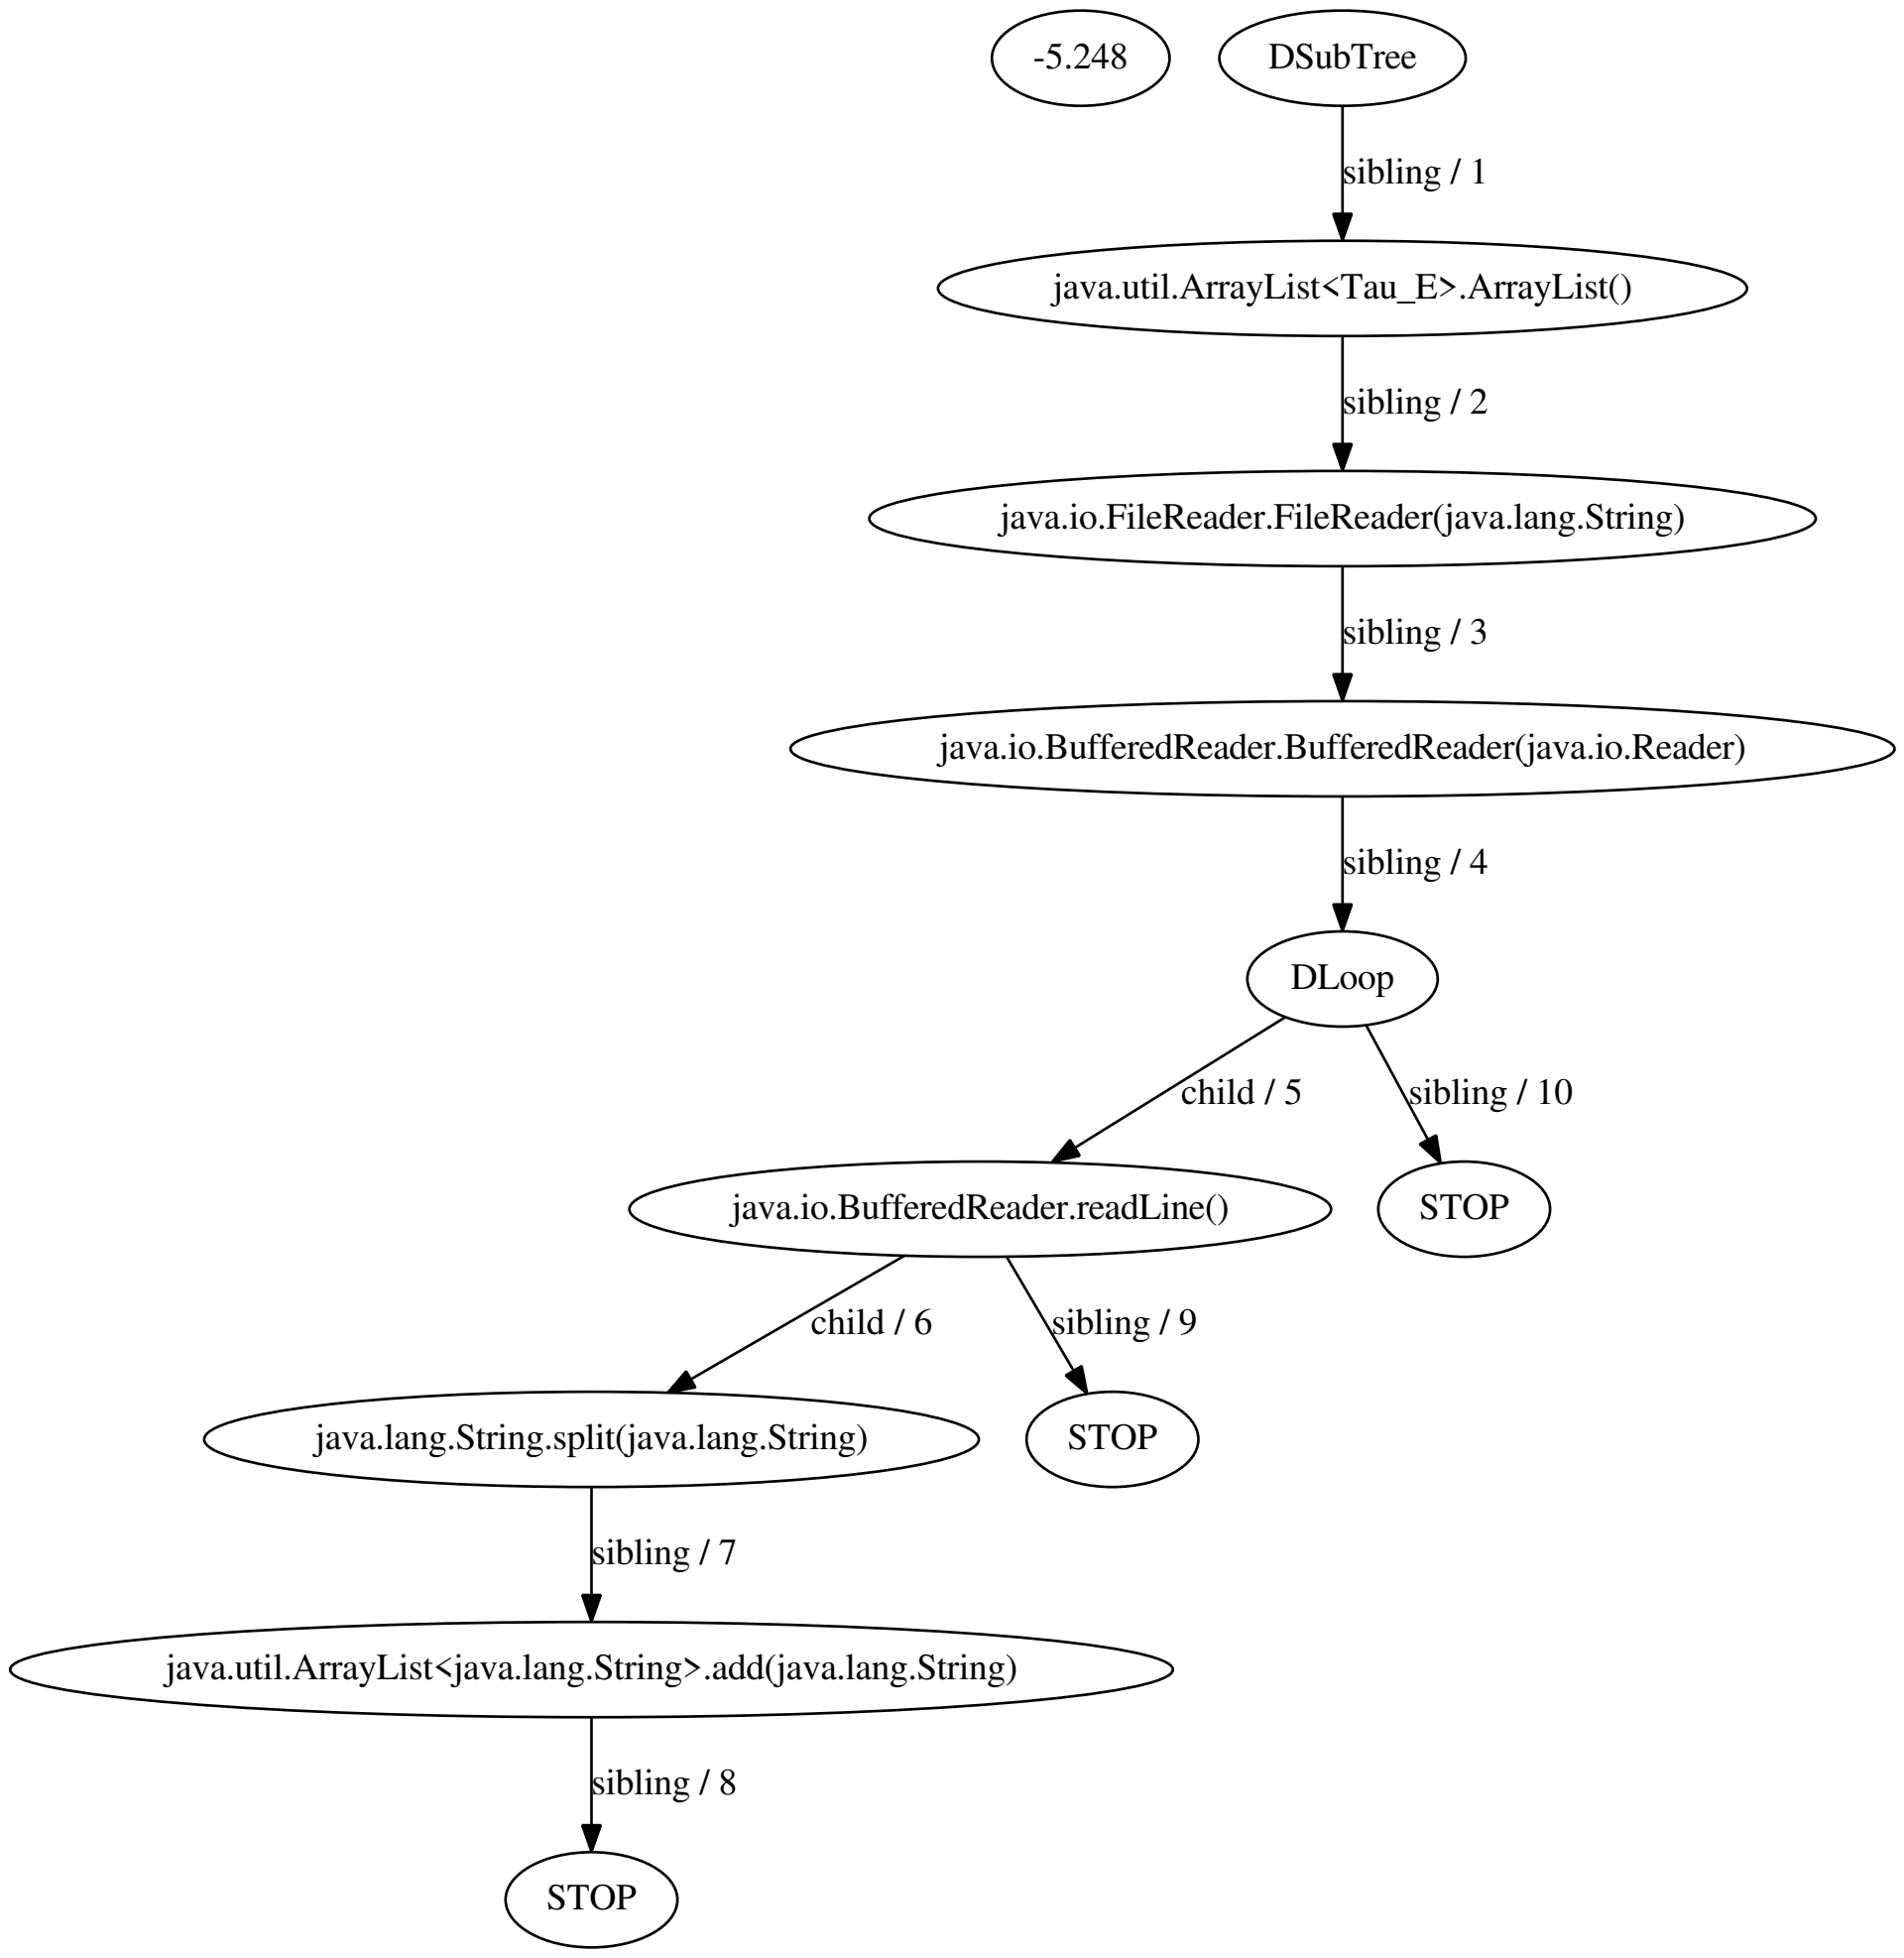 -5.248
DSubTree
sibling / 1
java.util.ArrayList<Tau_E>.ArrayList()
sibling / 2
java.io.FileReader.FileReader(java.lang.String)
sibling / 3
java.io.BufferedReader.BufferedReader(java.io.Reader)
sibling / 4
DLoop
child / 5
sibling / 10
java.io.BufferedReader.readLine()
STOP
child / 6
sibling / 9
java.lang.String.split(java.lang.String)
STOP
sibling / 7
java.util.ArrayList<java.lang.String>.add(java.lang.String)
sibling / 8
STOP